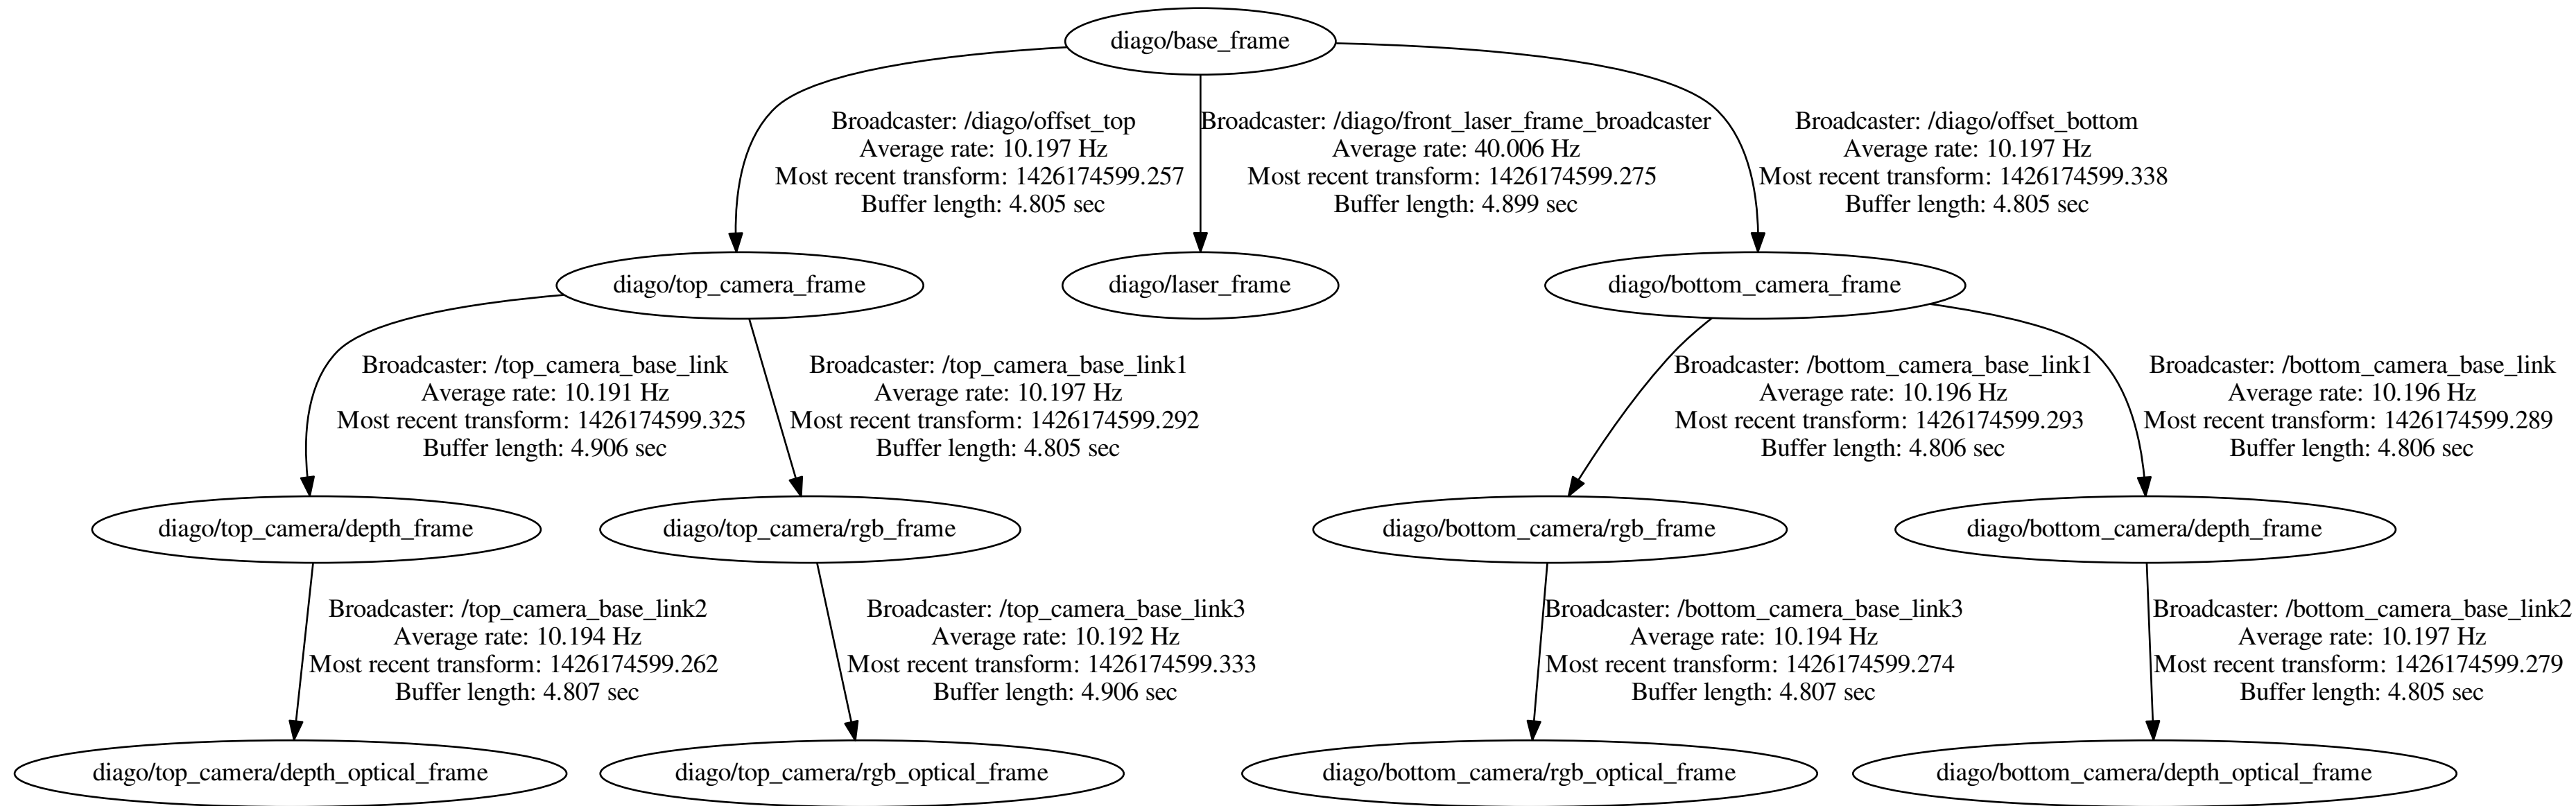 diago/base_frame
Broadcaster: /diago/offset_top
Average rate: 10.197 Hz
Most recent transform: 1426174599.257
Buffer length: 4.805 sec
Broadcaster: /diago/front_laser_frame_broadcaster
Average rate: 40.006 Hz
Most recent transform: 1426174599.275
Buffer length: 4.899 sec
Broadcaster: /diago/offset_bottom
Average rate: 10.197 Hz
Most recent transform: 1426174599.338
Buffer length: 4.805 sec
diago/top_camera_frame
diago/laser_frame
diago/bottom_camera_frame
Broadcaster: /top_camera_base_link
Average rate: 10.191 Hz
Most recent transform: 1426174599.325
Buffer length: 4.906 sec
Broadcaster: /top_camera_base_link1
Average rate: 10.197 Hz
Most recent transform: 1426174599.292
Buffer length: 4.805 sec
Broadcaster: /bottom_camera_base_link1
Average rate: 10.196 Hz
Most recent transform: 1426174599.293
Buffer length: 4.806 sec
Broadcaster: /bottom_camera_base_link
Average rate: 10.196 Hz
Most recent transform: 1426174599.289
Buffer length: 4.806 sec
diago/top_camera/depth_frame
diago/top_camera/rgb_frame
diago/bottom_camera/rgb_frame
diago/bottom_camera/depth_frame
Broadcaster: /top_camera_base_link2
Average rate: 10.194 Hz
Most recent transform: 1426174599.262
Buffer length: 4.807 sec
Broadcaster: /top_camera_base_link3
Average rate: 10.192 Hz
Most recent transform: 1426174599.333
Buffer length: 4.906 sec
Broadcaster: /bottom_camera_base_link3
Average rate: 10.194 Hz
Most recent transform: 1426174599.274
Buffer length: 4.807 sec
Broadcaster: /bottom_camera_base_link2
Average rate: 10.197 Hz
Most recent transform: 1426174599.279
Buffer length: 4.805 sec
diago/top_camera/depth_optical_frame
diago/top_camera/rgb_optical_frame
diago/bottom_camera/rgb_optical_frame
diago/bottom_camera/depth_optical_frame